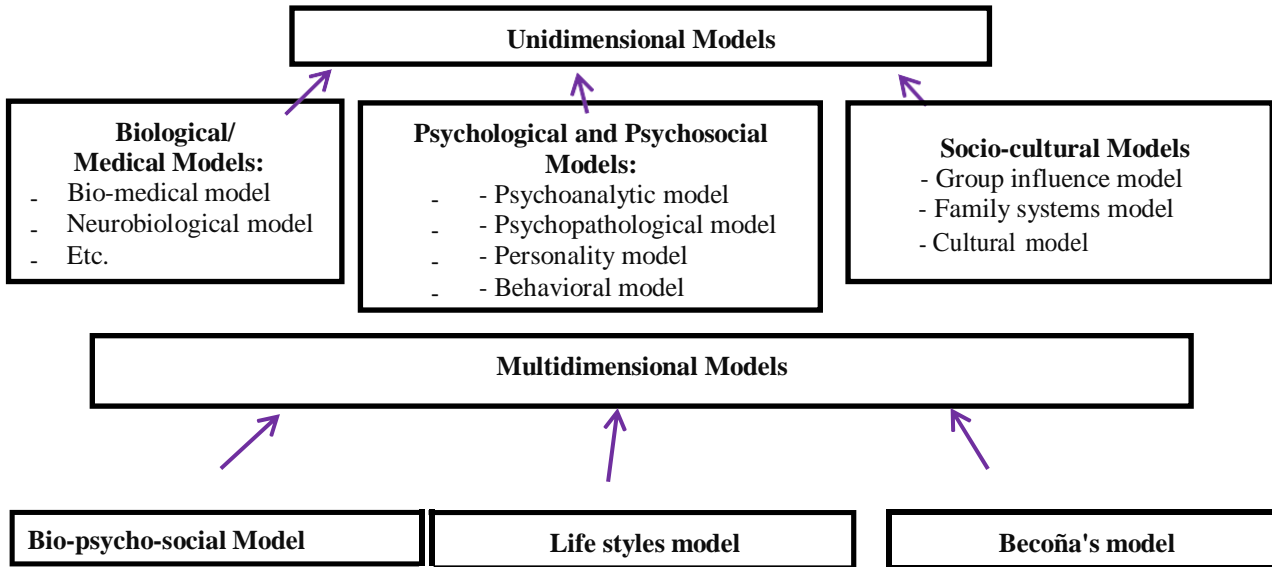 Unidimensional Models
Biological/
Medical Models:
- Bio-medical model
- Neurobiological model
- Etc.
Psychological and Psychosocial
Models:
- - Psychoanalytic model
- - Psychopathological model
- - Personality model
- - Behavioral model
Socio-cultural Models
- Group influence model
- Family systems model
- Cultural model
Multidimensional Models
Bio-psycho-social Model
Life styles model
Becoña's model